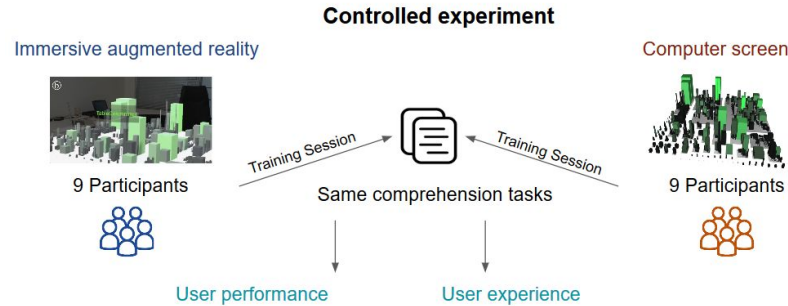 Controlled experiment
Immersive augmented reality
Computer screen
Training Session
Training Session
9 Participants
Same comprehension tasks
9 Participants
User performance
User experience